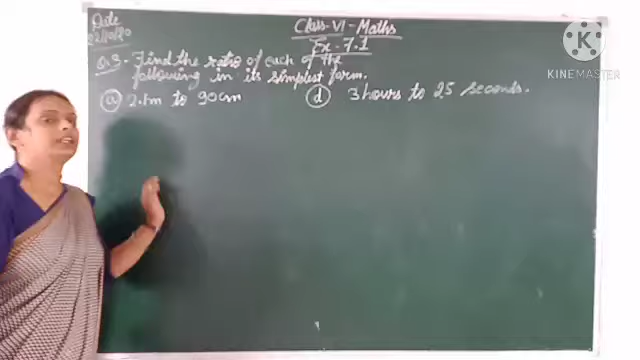 Date
Class-VI-Maths
Ex-7.1
Q.3- Find the ratio of each of the
following in its simplest form.
(a) 2.1m to 90cm (d) 3 hours to 25 seconds.
KINEMASTER